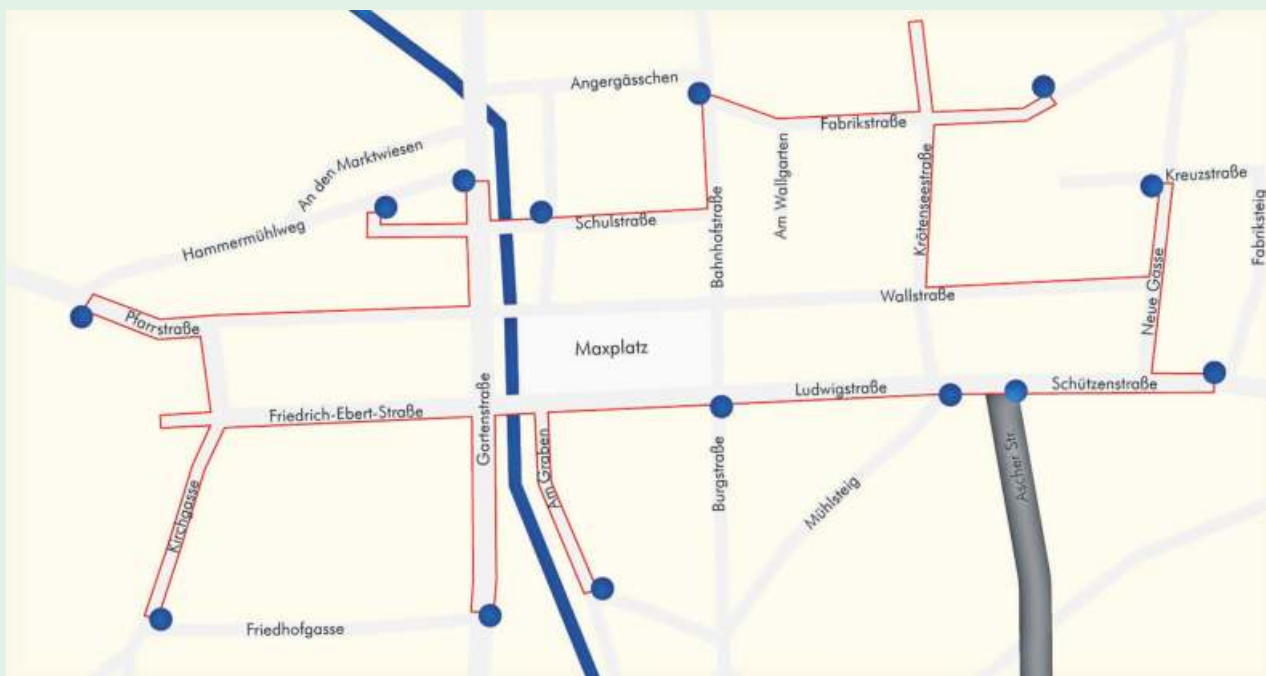 Angergässchen
Fabrikstraße
An den Marktwiesen
Am Wallgarten
Krötenseestraße
Kreuzstraße
Hammermühlweg
Schulstraße
Bahnhofstraße
Fabriksteig
Wallstraße
Neue Gasse
Pfarrstraße
Maxplatz
Ludwigstraße
Schützenstraße
Friedrich-Ebert-Straße
Gartenstraße
Am Graben
Burgstraße
Mühlsteig
Ascher Str
Kirchgasse
Friedhofgasse